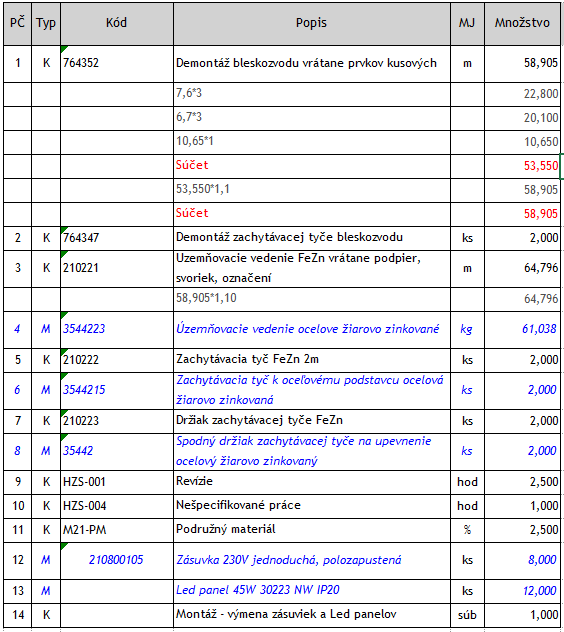 PČ Typ Kód Popis MJ Množstvo
1 K 764352 Demontáž bleskozvodu vrátane prvkov kusových m 58,905
7,6*3 22,800
6,7*3 20,100
10,65*1 10,650
Súčet 53,550
53,550*1,1 58,905
Súčet 58,905
2 K 764347 Demontáž zachytávacej tyče bleskozvodu ks 2,000
3 K 210221 Uzemňovacie vedenie FeZn vrátane podpier, svoriek, označení m 64,796
58,905*1,10 64,796
4 M 3544223 Územňovacie vedenie ocelove žiarovo zinkované kg 61,038
5 K 210222 Zachytávacia tyč FeZn 2m ks 2,000
6 M 3544215 Zachytávacia tyč k oceľovému podstavcu ocelová žiarovo zinkovaná ks 2,000
7 K 210223 Držiak zachytávacej tyče FeZn ks 2,000
8 M 35442 Spodný držiak zachytávacej tyče na upevnenie ocelový žiarovo zinkovaný ks 2,000
9 K HZS-001 Revízie hod 2,500
10 K HZS-004 Nešpecifikované práce hod 1,000
11 K M21-PM Podružný materiál % 2,500
12 M 210800105 Zásuvka 230V jednoduchá, polozapustená ks 8,000
13 M Led panel 45W 30223 NW IP20 ks 12,000
14 K Montáž - výmena zásuviek a Led panelov súb 1,000